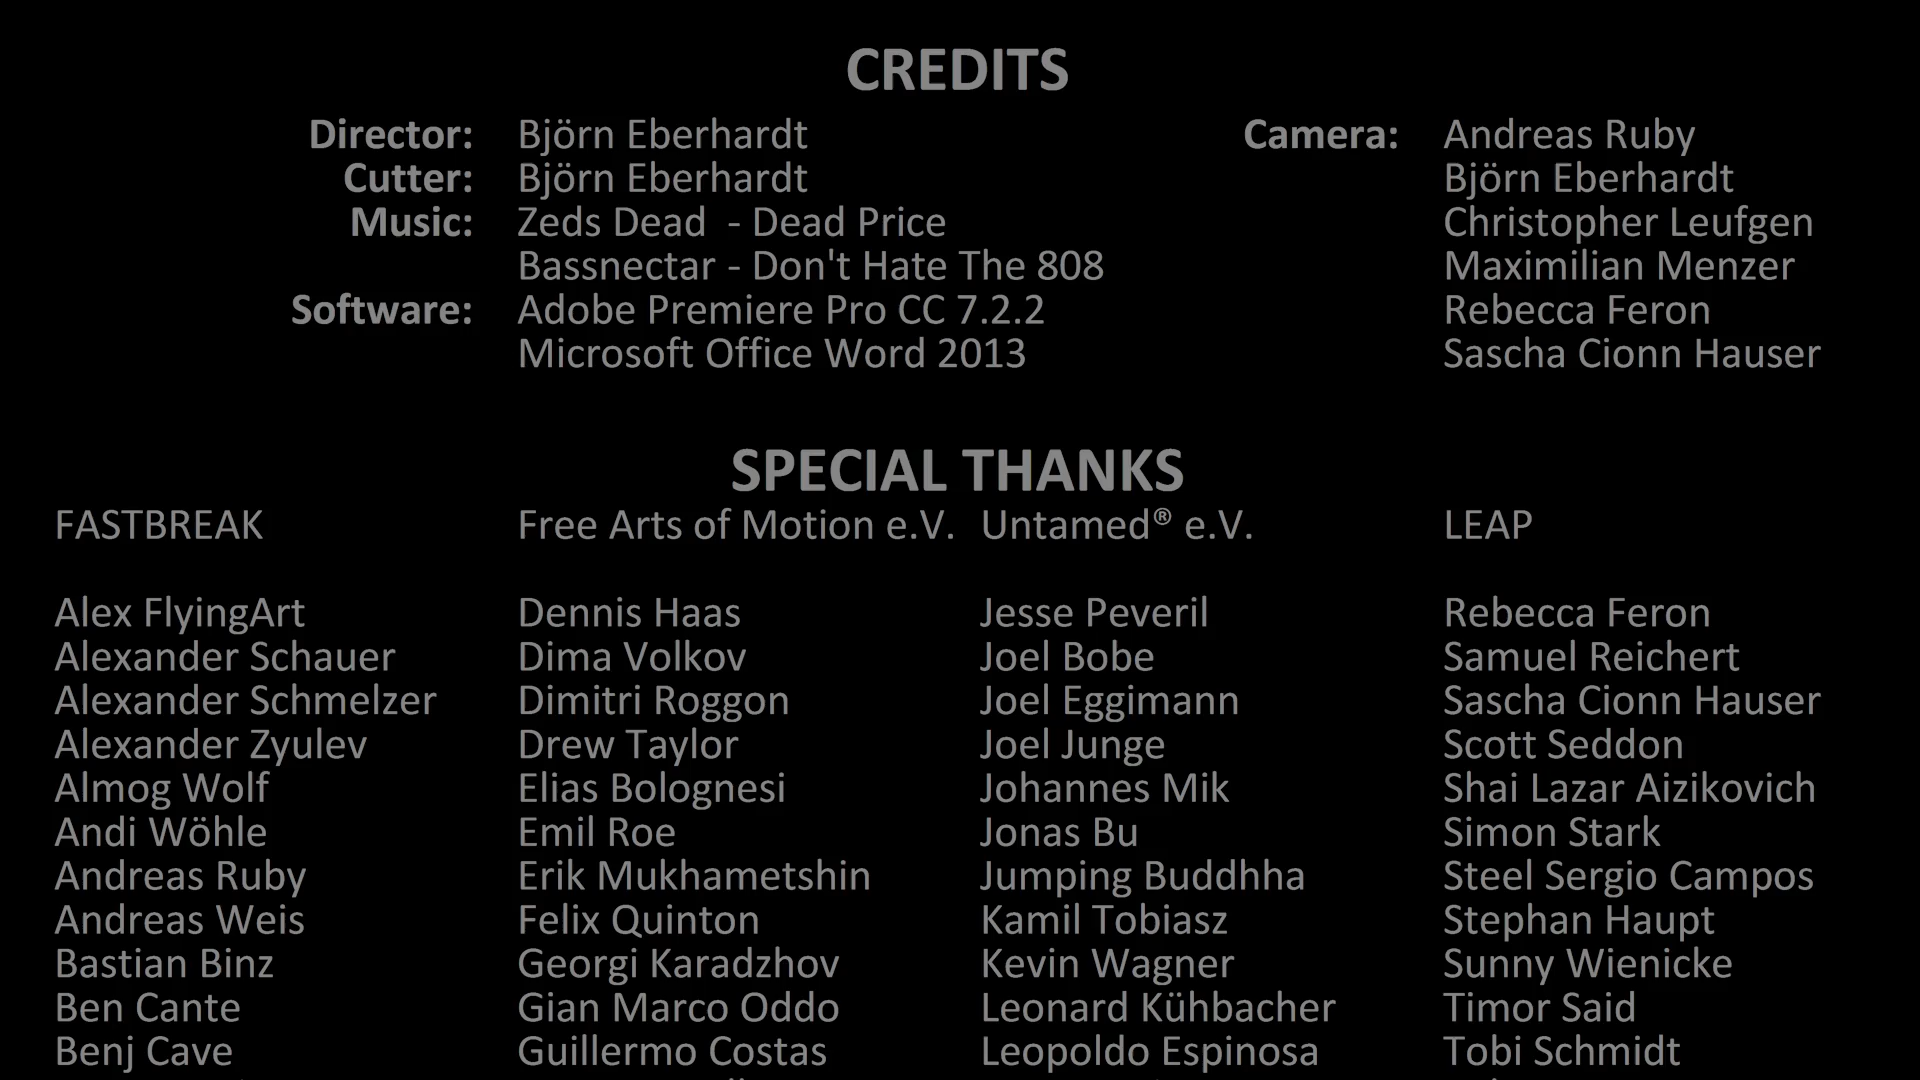 CREDITS
Director: Björn Eberhardt
Cutter: Björn Eberhardt
Music: Zeds Dead - Dead Price
Bassnectar - Don't Hate The 808
Software: Adobe Premiere Pro CC 7.2.2
Microsoft Office Word 2013
Camera: Andreas Ruby
Björn Eberhardt
Christopher Leufgen
Maximilian Menzer
Rebecca Feron
Sascha Cionn Hauser
SPECIAL THANKS
FASTBREAK
Alex FlyingArt
Alexander Schauer
Alexander Schmelzer
Alexander Zyulev
Almog Wolf
Andi Wöhle
Andreas Ruby
Andreas Weis
Bastian Binz
Ben Cante
Benj Cave
Free Arts of Motion e.V.
Dennis Haas
Dima Volkov
Dimitri Roggon
Drew Taylor
Elias Bolognesi
Emil Roe
Erik Mukhametshin
Felix Quinton
Georgi Karadzhov
Gian Marco Oddo
Guillermo Costas
Untamed® e.V.
Jesse Peveril
Joel Bobe
Joel Eggimann
Joel Junge
Johannes Mik
Jonas Bu
Jumping Buddhha
Kamil Tobiasz
Kevin Wagner
Leonard Kühbacher
Leopoldo Espinosa
LEAP
Rebecca Feron
Samuel Reichert
Sascha Cionn Hauser
Scott Seddon
Shai Lazar Aizikovich
Simon Stark
Steel Sergio Campos
Stephan Haupt
Sunny Wienicke
Timor Said
Tobi Schmidt